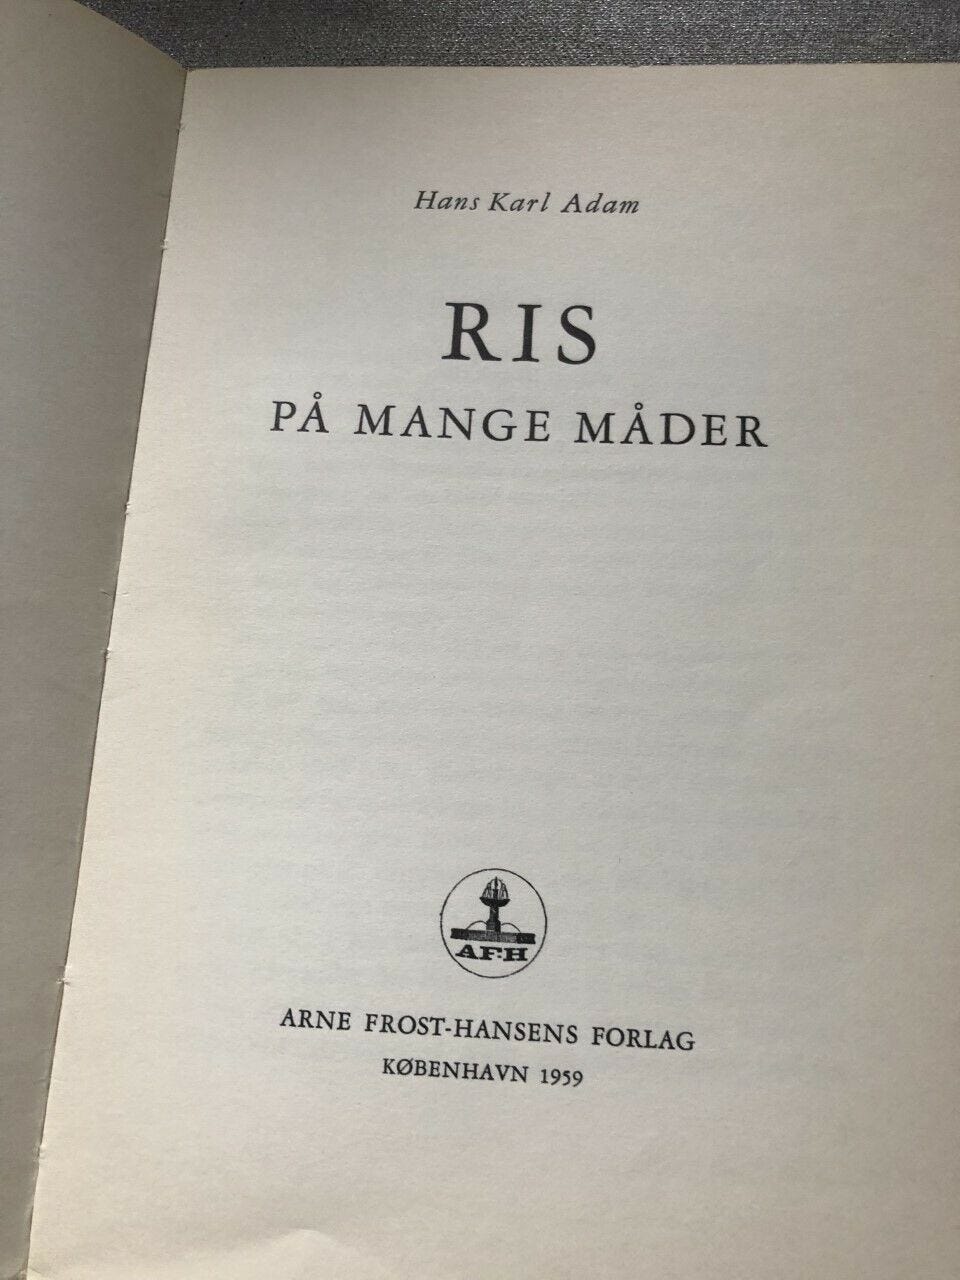 Hans Karl Adam
RIS
PÅ MANGE MÅDER
AF:H
ARNE FROST-HANSENS FORLAG
KØBENHAVN 1959